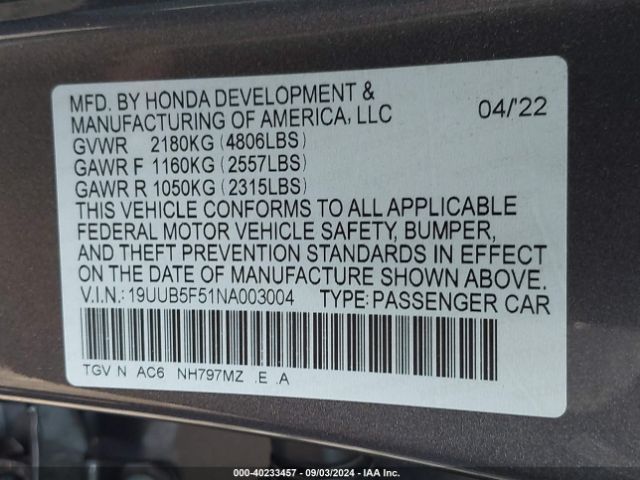 MFD. BY HONDA DEVELOPMENT &
MANUFACTURING OF AMERICA, LLC 04/'22
GVWR 2180KG (4806LBS)
GAWR F 1160KG (2557LBS)
GAWR R 1050KG (2315LBS)
THIS VEHICLE CONFORMS TO ALL APPLICABLE
FEDERAL MOTOR VEHICLE SAFETY, BUMPER,
AND THEFT PREVENTION STANDARDS IN EFFECT
ON THE DATE OF MANUFACTURE SHOWN ABOVE.
V.I.N.: 19UUB5F51NA003004 TYPE: PASSENGER CAR
TGV N AC6 NH797MZ .E .A
000-40233457 - 09/03/2024 - IAA Inc.